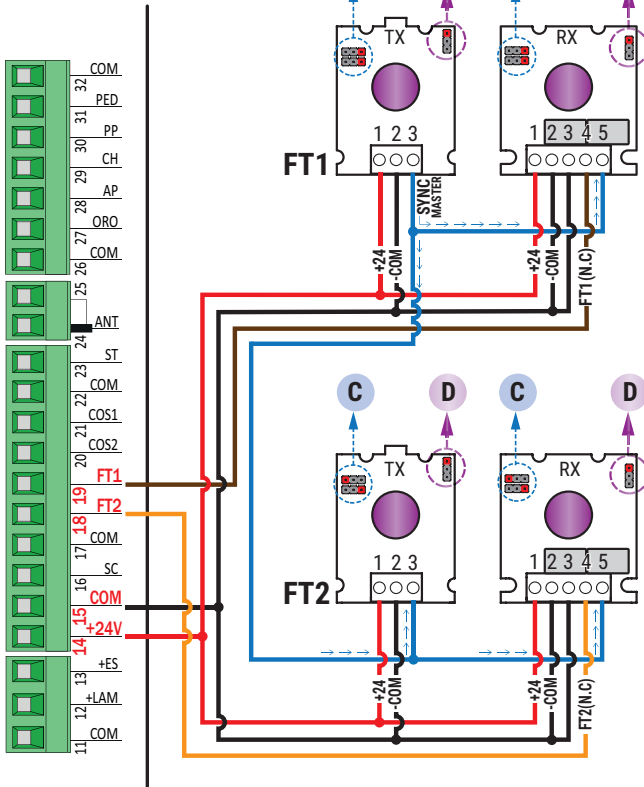 COM
32
PED
31
PP
30
CH
29
AP
28
ORO
27
COM
26
25
ANT
24
ST
23
COM
22
COS1
21
COS2
20
FT1
19
FT2
18
COM
17
SC
16
COM
15
+24V
14
+ES
13
+LAM
12
COM
11
TX
1 2 3
FT1
RX
1 2 3 4 5
SYNC
MASTER
+24
-COM
+24
-COM
FT1(N.C)
C
D
C
D
TX
1 2 3
FT2
RX
1 2 3 4 5
+24
-COM
+24
-COM
FT2(N.C)